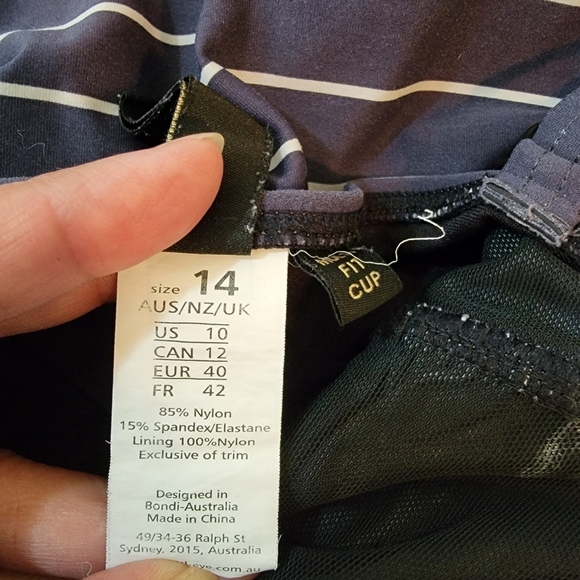 size 14
AUS/NZ/UK
US 10
CAN 12
EUR 40
FR 42
85% Nylon
15% Spandex/Elastane
Lining 100%Nylon
Exclusive of trim
Designed in
Bondi-Australia
Made in China
49/34-36 Ralph St
Sydney, 2015, Australia
FIT
CUP